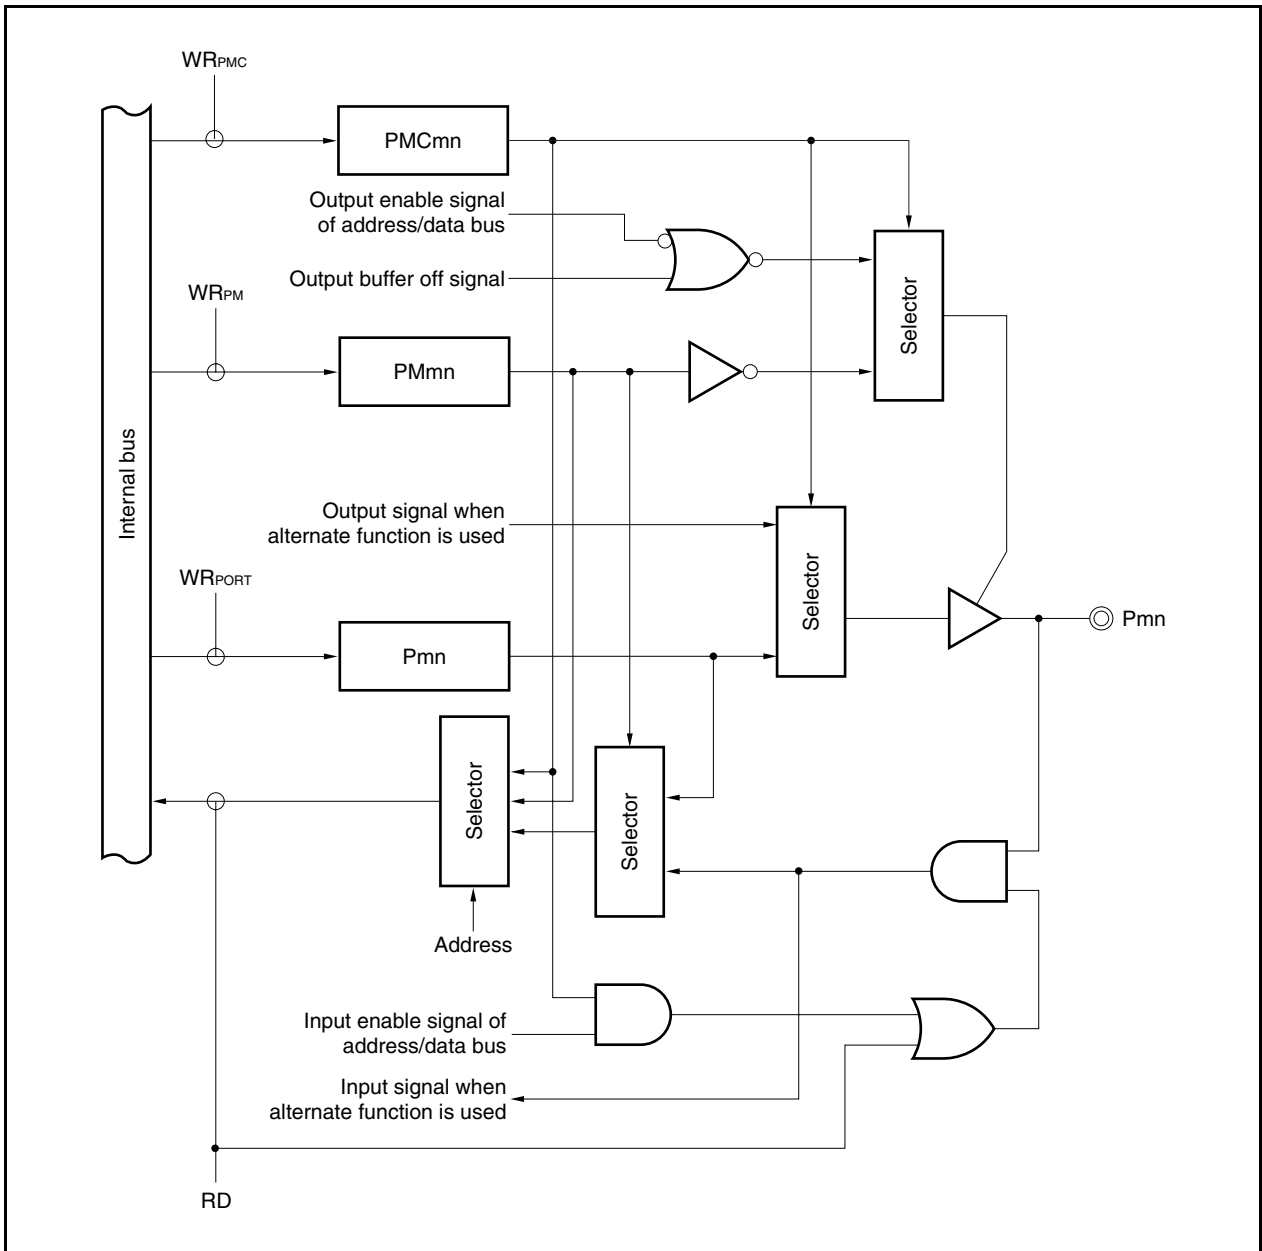 WRPMC
PMCmn
Output enable signal
of address/data bus
Output buffer off signal
Selector
WRPM
PMmn
Internal bus
Output signal when
alternate function is used
Selector
WRPORT
Pmn
Pmn
Selector
Selector
Address
Input enable signal of
address/data bus
Input signal when
alternate function is used
RD